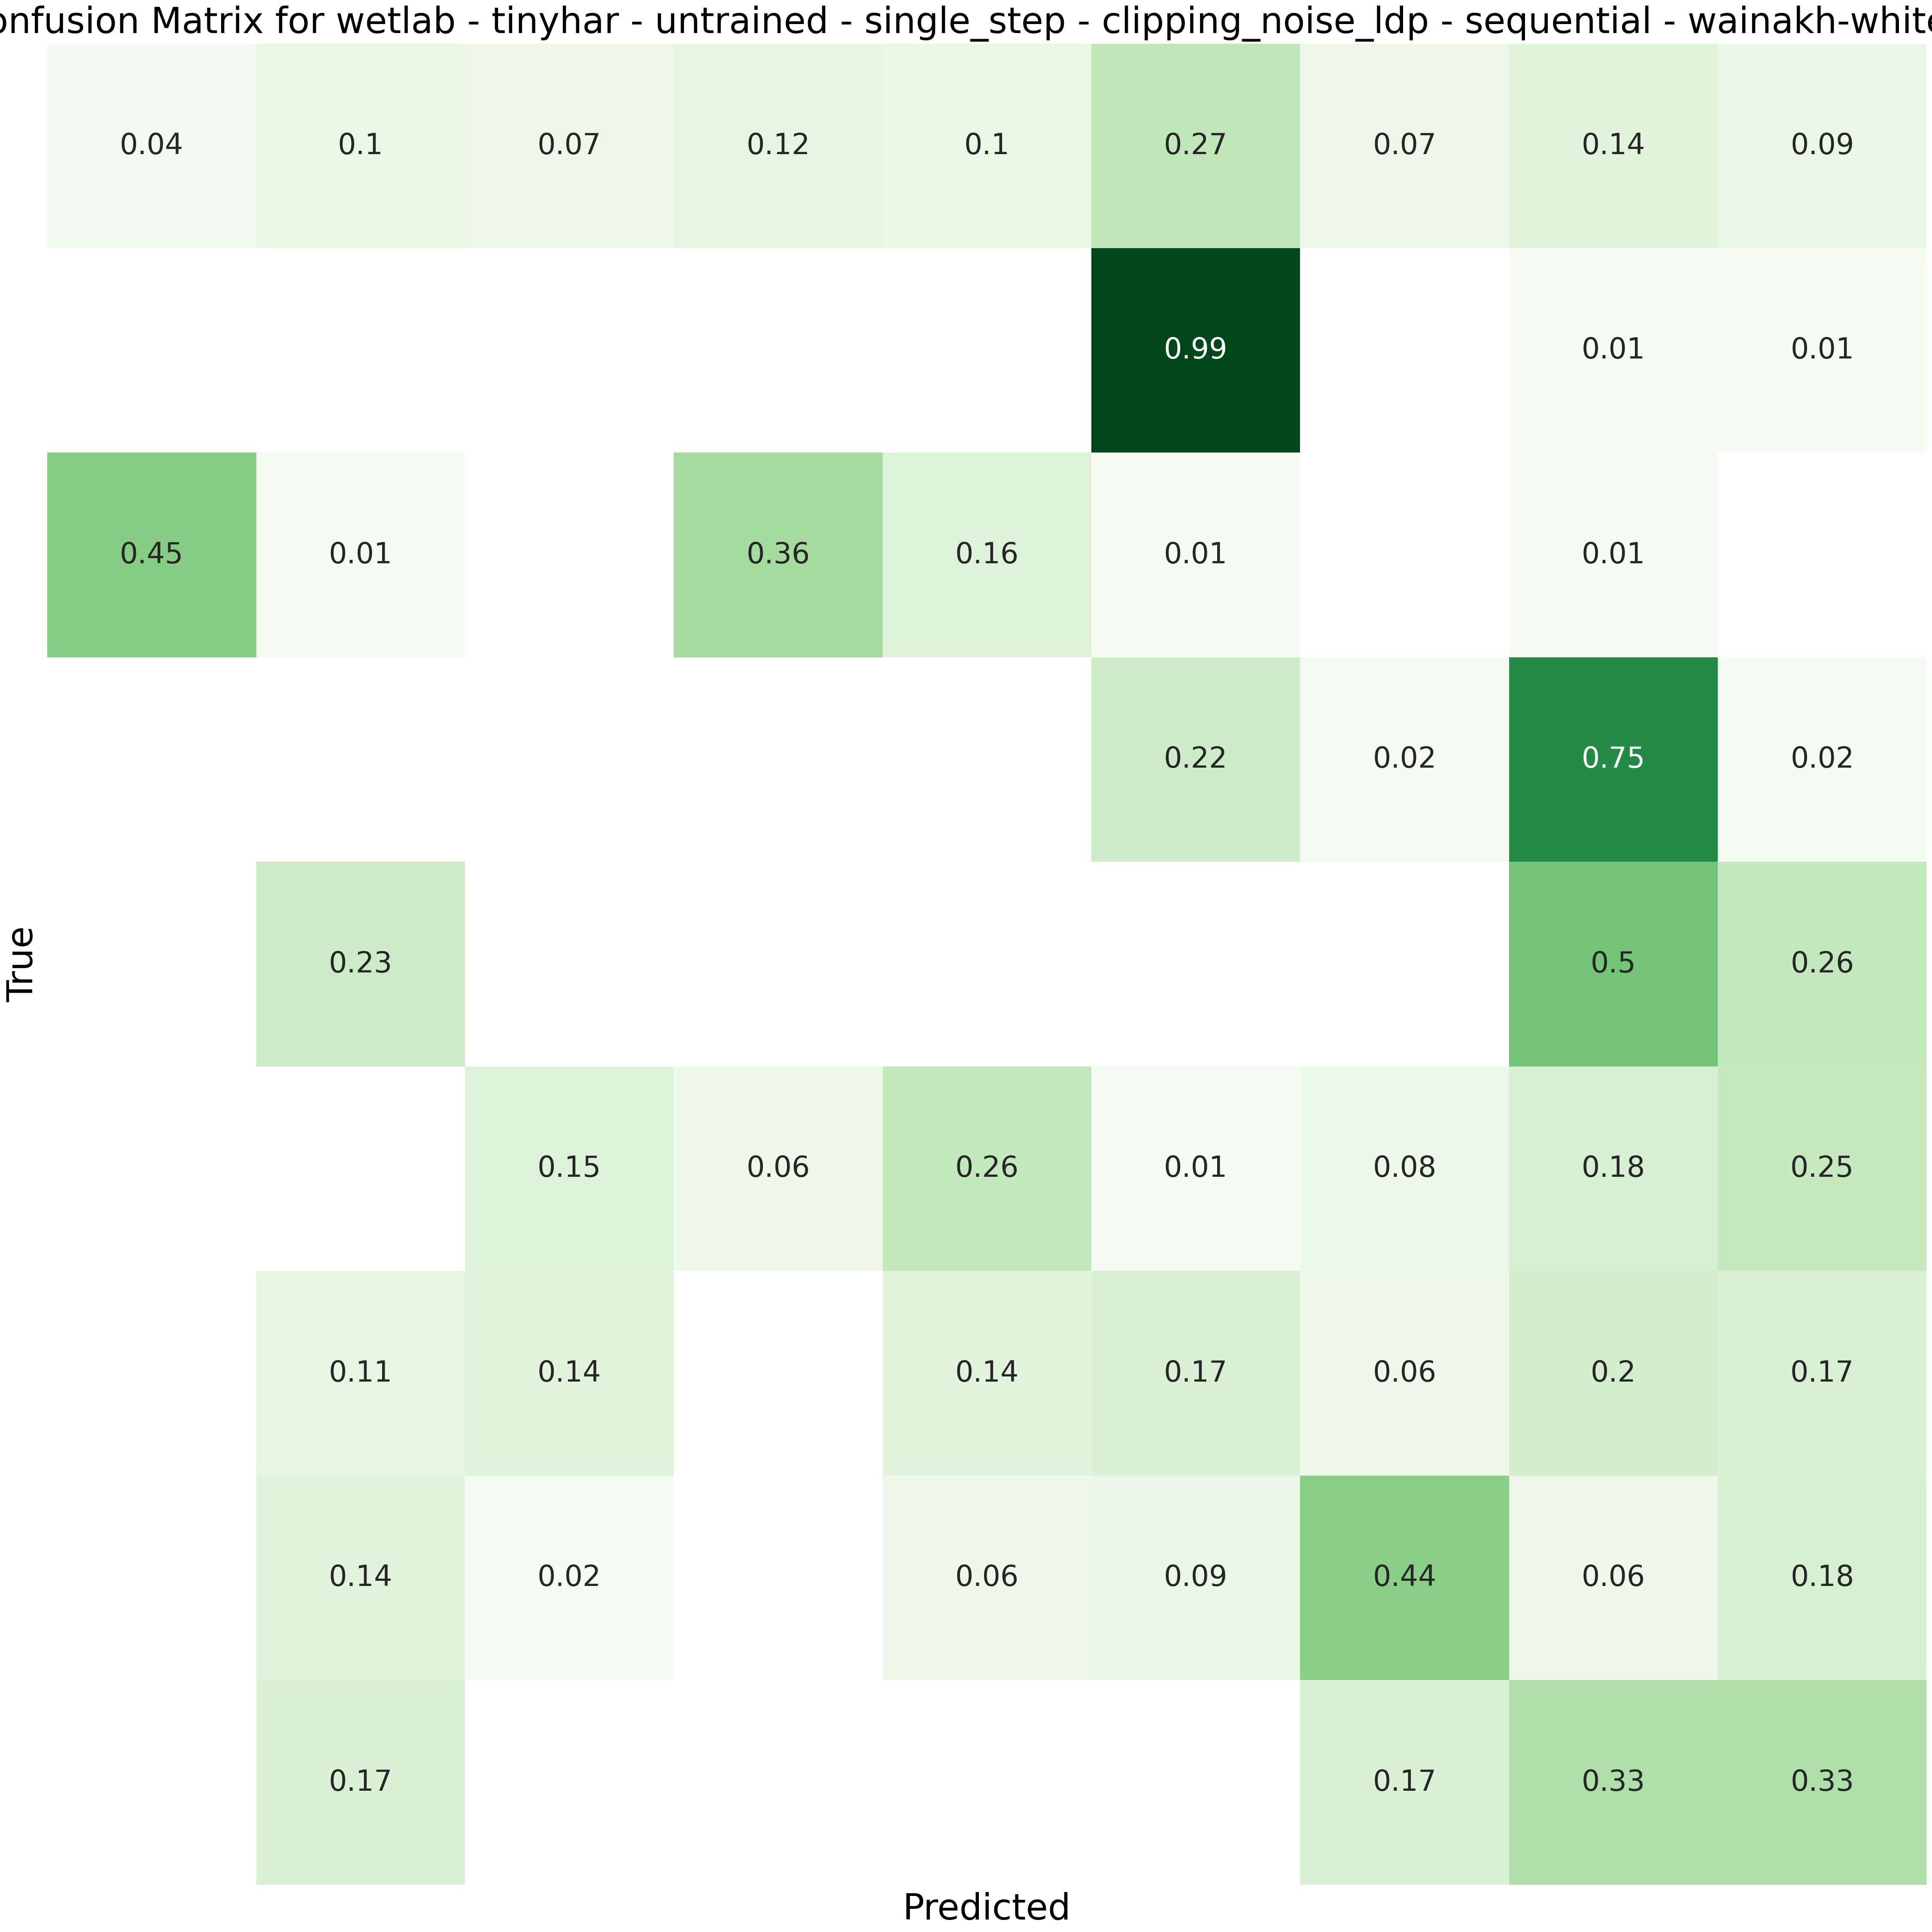 onfusion Matrix for wetlab - tinyhar - untrained - single_step - clipping_noise_ldp - sequential - wainakh-white
0.04 0.1 0.07 0.12 0.1 0.27 0.07 0.14 0.09
0.99 0.01 0.01
0.45 0.01 0.36 0.16 0.01 0.01
0.22 0.02 0.75 0.02
True
0.23 0.5 0.26
0.15 0.06 0.26 0.01 0.08 0.18 0.25
0.11 0.14 0.14 0.17 0.06 0.2 0.17
0.14 0.02 0.06 0.09 0.44 0.06 0.18
0.17 0.17 0.33 0.33
Predicted